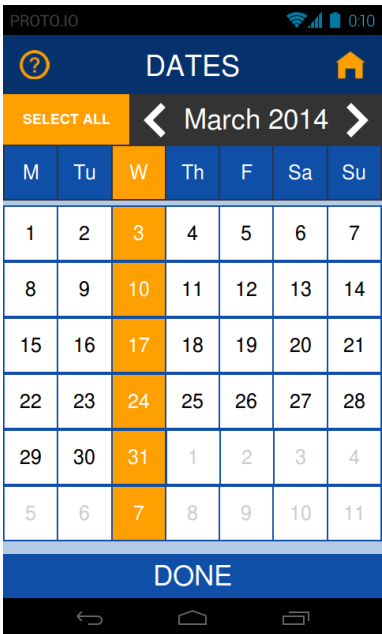 PROTO.IO 0:10
? DATES
SELECT ALL March 2014
M Tu W Th F Sa Su
1 2 3 4 5 6 7
8 9 10 11 12 13 14
15 16 17 18 19 20 21
22 23 24 25 26 27 28
29 30 31 1 2 3 4
5 6 7 8 9 10 11
DONE